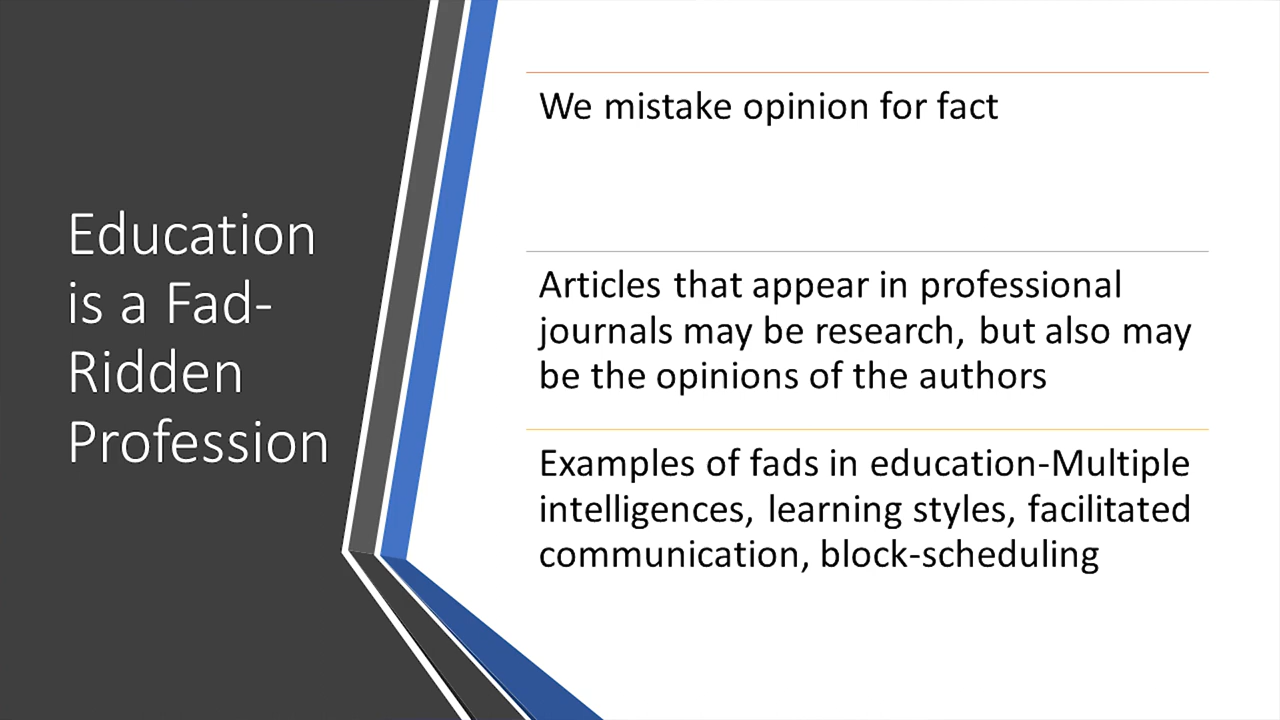 Education
is a Fad-
Ridden
Profession
We mistake opinion for fact
Articles that appear in professional
journals may be research, but also may
be the opinions of the authors
Examples of fads in education-Multiple
intelligences, learning styles, facilitated
communication, block-scheduling